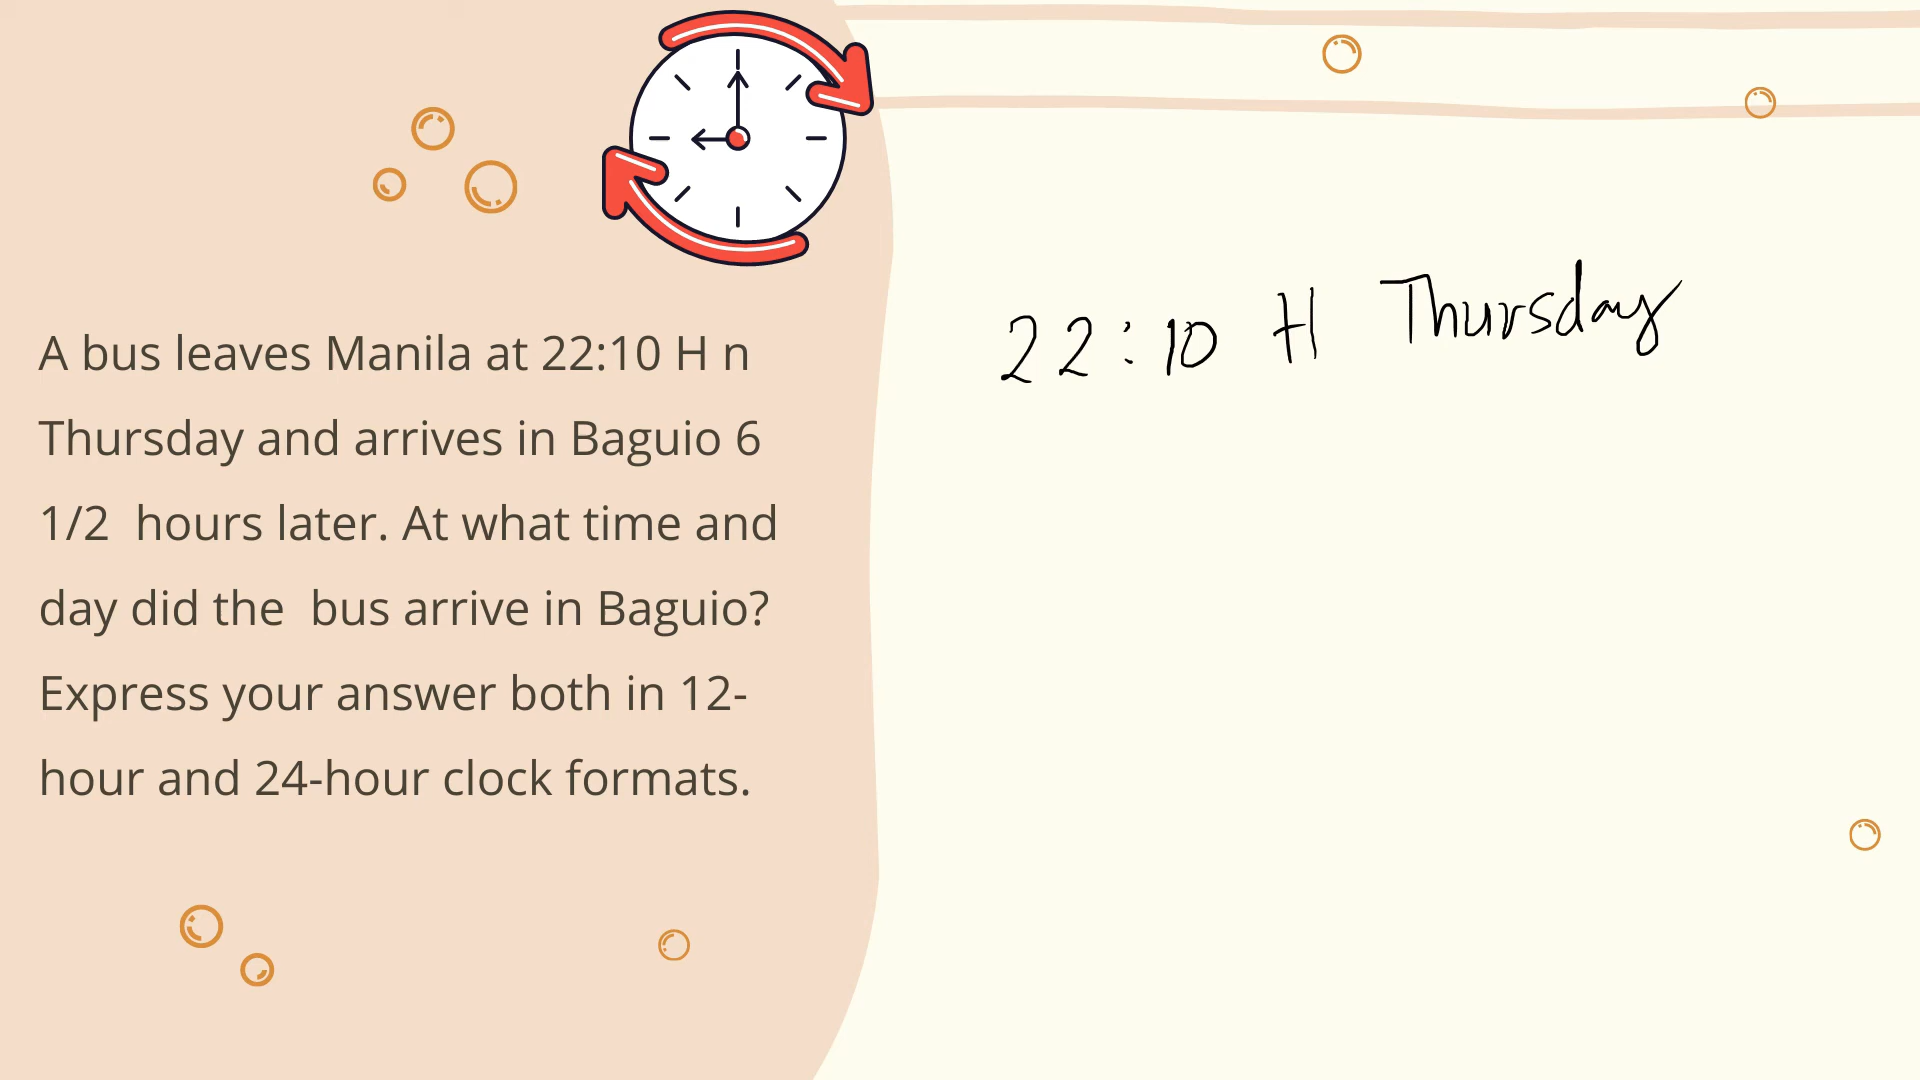 A bus leaves Manila at 22:10 H n
Thursday and arrives in Baguio 6
1/2 hours later. At what time and
day did the bus arrive in Baguio?
Express your answer both in 12-
hour and 24-hour clock formats.
22:10 H Thursday